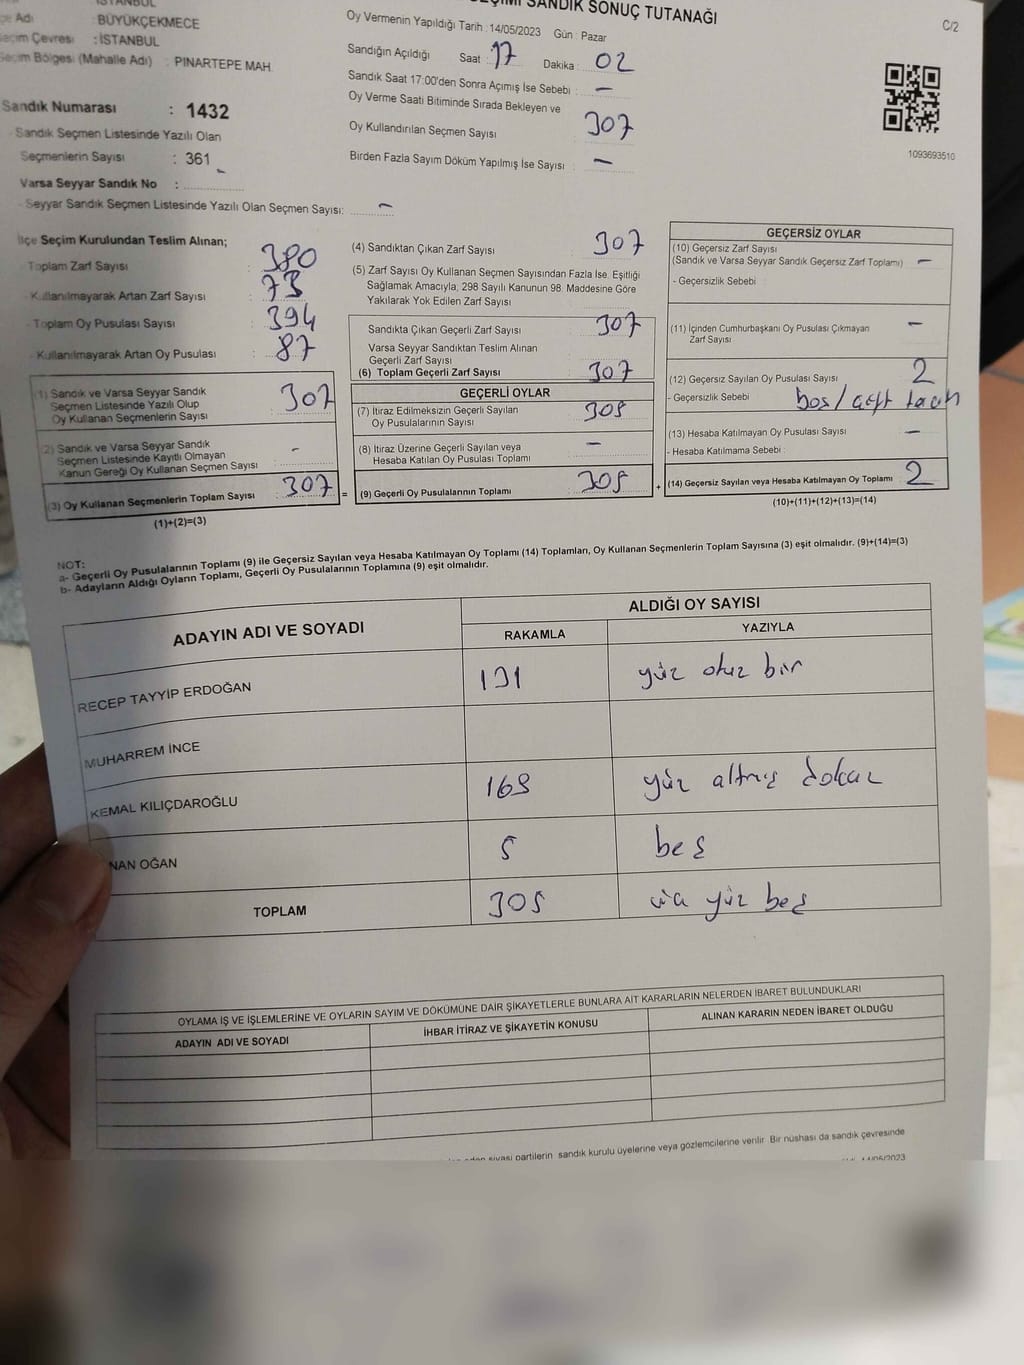 İSTANBUL
Adı : BÜYÜKÇEKMECE
Seçim Çevresi : İSTANBUL
Seçim Bölgesi (Mahalle Adı) : PINARTEPE MAH.
Sandık Numarası : 1432
- Sandık Seçmen Listesinde Yazılı Olan
Seçmenlerin Sayısı : 361
Varsa Seyyar Sandık No :
- Seyyar Sandık Seçmen Listesinde Yazılı Olan Seçmen Sayısı: -
SANDIK SONUÇ TUTANAĞI
Oy Vermenin Yapıldığı Tarih : 14/05/2023 Gün : Pazar
Sandığın Açıldığı Saat : 17 Dakika : 02
Sandık Saat 17:00'den Sonra Açımış İse Sebebi : -
Oy Verme Saati Bitiminde Sırada Bekleyen ve
Oy Kullandırılan Seçmen Sayısı 307
Birden Fazla Sayım Döküm Yapılmış İse Sayısı : -
C/2
1093693510
İlçe Seçim Kurulundan Teslim Alınan;
- Toplam Zarf Sayısı : 380
- Kullanılmayarak Artan Zarf Sayısı : 73
- Toplam Oy Pusulası Sayısı : 394
- Kullanılmayarak Artan Oy Pusulası : 87
(1) Sandık ve Varsa Seyyar Sandık
Seçmen Listesinde Yazılı Olup
Oy Kullanan Seçmenlerin Sayısı : 307
(2) Sandık ve Varsa Seyyar Sandık
Seçmen Listesinde Kayıtlı Olmayan
Kanun Gereği Oy Kullanan Seçmen Sayısı : -
(3) Oy Kullanan Seçmenlerin Toplam Sayısı : 307
(1)+(2)=(3)
(4) Sandıktan Çıkan Zarf Sayısı : 307
(5) Zarf Sayısı Oy Kullanan Seçmen Sayısından Fazla İse, Eşitliği
Sağlamak Amacıyla; 298 Sayılı Kanunun 98. Maddesine Göre
Yakılarak Yok Edilen Zarf Sayısı :
Sandıkta Çıkan Geçerli Zarf Sayısı : 307
Varsa Seyyar Sandıktan Teslim Alınan
Geçerli Zarf Sayısı :
(6) Toplam Geçerli Zarf Sayısı : 307
GEÇERLİ OYLAR
(7) İtiraz Edilmeksizin Geçerli Sayılan
Oy Pusulalarının Sayısı : 305
(8) İtiraz Üzerine Geçerli Sayılan veya
Hesaba Katılan Oy Pusulası Toplamı : -
= (9) Geçerli Oy Pusulalarının Toplamı : 305 +
GEÇERSİZ OYLAR
(10) Geçersiz Zarf Sayısı
(Sandık ve Varsa Seyyar Sandık Geçersiz Zarf Toplamı) : -
- Geçersizlik Sebebi :
(11) İçinden Cumhurbaşkanı Oy Pusulası Çıkmayan
Zarf Sayısı : -
(12) Geçersiz Sayılan Oy Pusulası Sayısı : 2
- Geçersizlik Sebebi : boş/çift
(13) Hesaba Katılmayan Oy Pusulası Sayısı : -
- Hesaba Katılmama Sebebi :
(14) Geçersiz Sayılan veya Hesaba Katılmayan Oy Toplamı : 2
(10)+(11)+(12)+(13)=(14)
NOT:
a- Geçerli Oy Pusulalarının Toplamı (9) ile Geçersiz Sayılan veya Hesaba Katılmayan Oy Toplamı (14) Toplamları, Oy Kullanan Seçmenlerin Toplam Sayısına (3) eşit olmalıdır. (9)+(14)=(3)
b- Adayların Aldığı Oyların Toplamı, Geçerli Oy Pusulalarının Toplamına (9) eşit olmalıdır.
ADAYIN ADI VE SOYADI ALDIĞI OY SAYISI
RAKAMLA YAZIYLA
RECEP TAYYİP ERDOĞAN 131 yüz otuz bir
MUHARREM İNCE
KEMAL KILIÇDAROĞLU 169 yüz altmış dokuz
NAN OĞAN 5 beş
TOPLAM 305 üç yüz beş
OYLAMA İŞ VE İŞLEMLERİNE VE OYLARIN SAYIM VE DÖKÜMÜNE DAİR ŞİKAYETLERLE BUNLARA AİT KARARLARIN NELERDEN İBARET BULUNDUKLARI
ADAYIN ADI VE SOYADI İHBAR İTİRAZ VE ŞİKAYETİN KONUSU ALINAN KARARIN NEDEN İBARET OLDUĞU
siyasi partilerin sandık kurulu üyelerine veya gözlemcilerine verilir. Bir nüshası da sandık çevresinde
14/05/2023